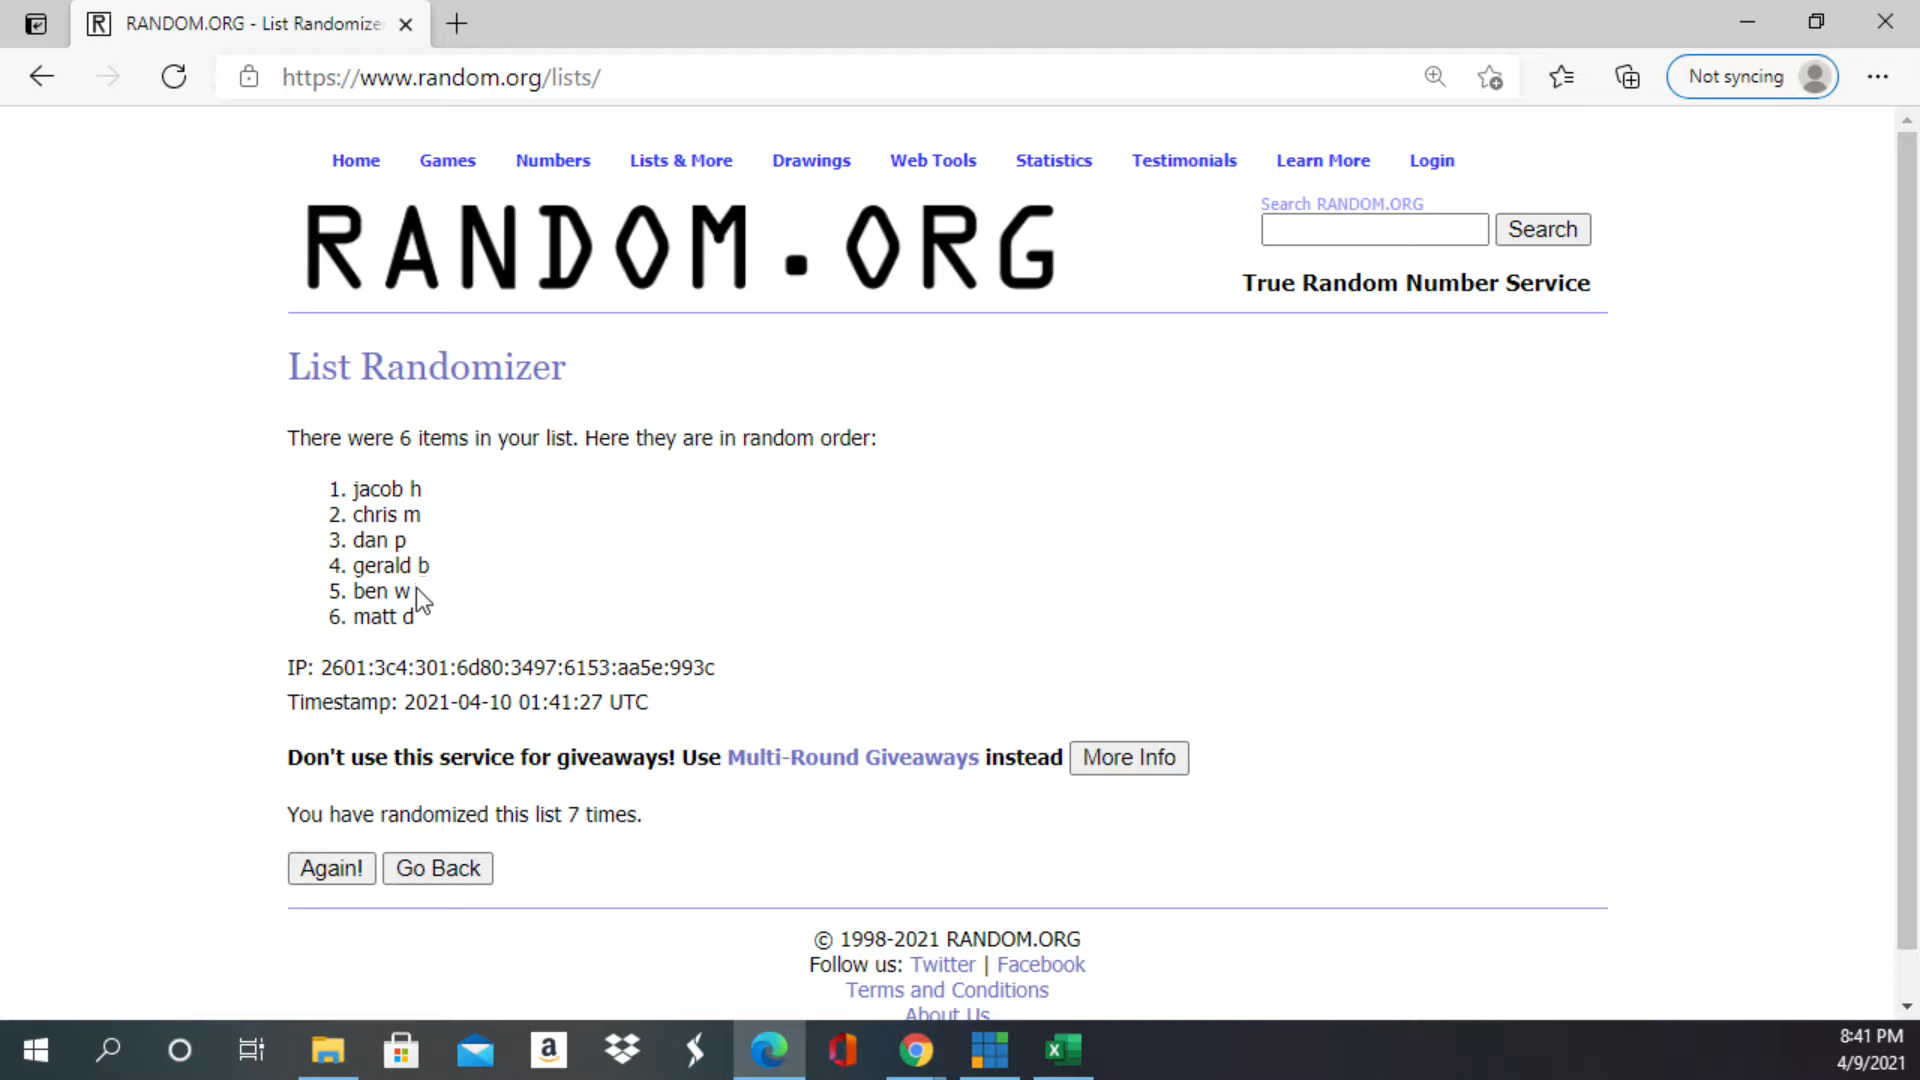 RANDOM.ORG - List Randomize
https://www.random.org/lists/
Not syncing
Home Games Numbers Lists & More Drawings Web Tools Statistics Testimonials Learn More Login
RANDOM.ORG
Search RANDOM.ORG
Search
True Random Number Service
List Randomizer
There were 6 items in your list. Here they are in random order:
1. jacob h
2. chris m
3. dan p
4. gerald b
5. ben w
6. matt d
IP: 2601:3c4:301:6d80:3497:6153:aa5e:993c
Timestamp: 2021-04-10 01:41:27 UTC
Don't use this service for giveaways! Use Multi-Round Giveaways instead More Info
You have randomized this list 7 times.
Again! Go Back
© 1998-2021 RANDOM.ORG
Follow us: Twitter | Facebook
Terms and Conditions
About Us
8:41 PM
4/9/2021